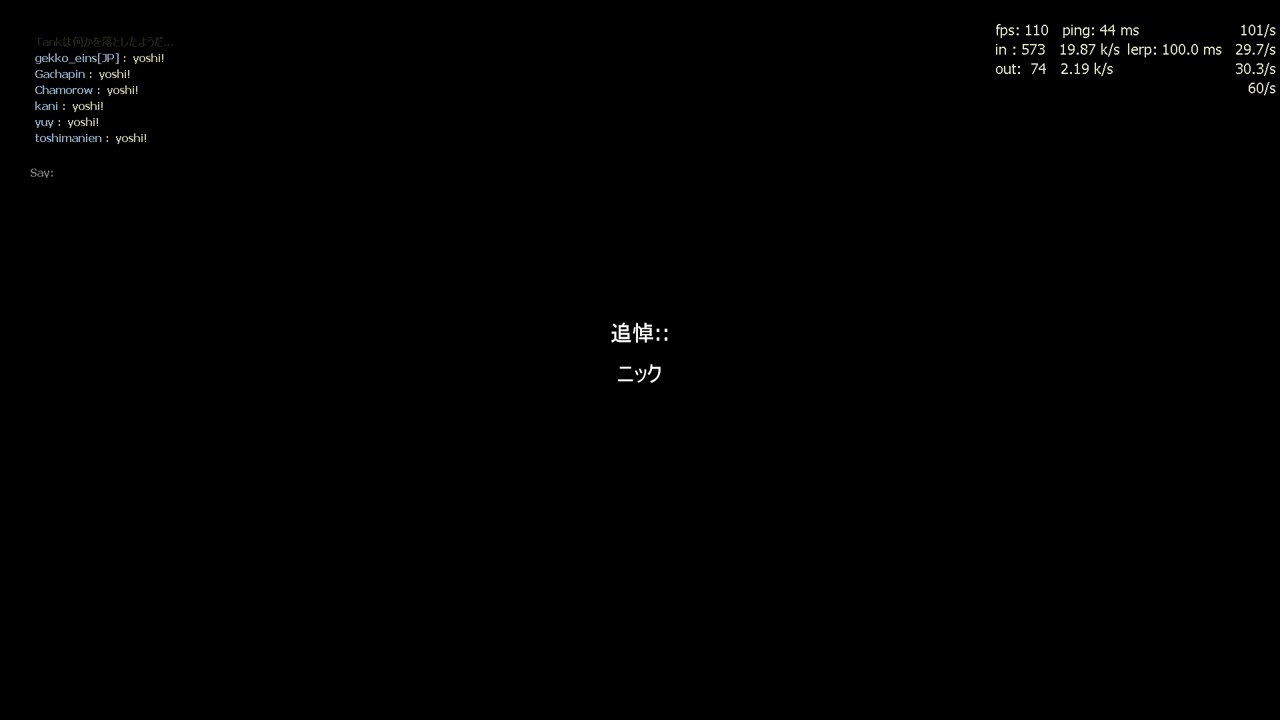 Tankは何かを落としたようだ...
gekko_eins[JP] : yoshi!
Gachapin : yoshi!
Chamorow : yoshi!
kani : yoshi!
yuy : yoshi!
toshimanien : yoshi!
Say:
fps: 110 ping: 44 ms 101/s
in : 573 19.87 k/s lerp: 100.0 ms 29.7/s
out: 74 2.19 k/s 30.3/s
60/s
追悼::
ニック